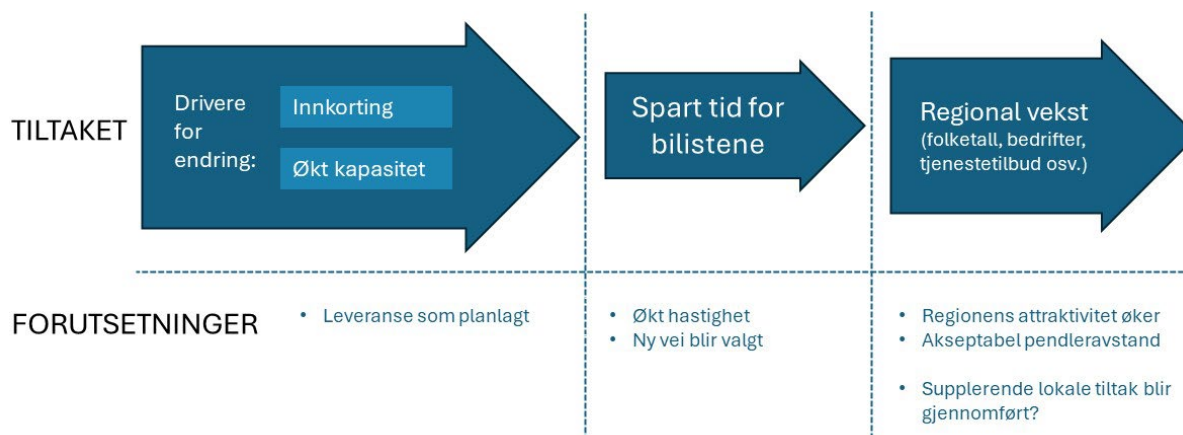 TILTAKET
Drivere
for
endring:
Innkorting
Økt kapasitet
Spart tid for
bilistene
Regional vekst
(folketall, bedrifter,
tjenestetilbud osv.)
FORUTSETNINGER
• Leveranse som planlagt
• Økt hastighet
• Ny vei blir valgt
• Regionens attraktivitet øker
• Akseptabel pendleravstand
• Supplerende lokale tiltak blir
gjennomført?